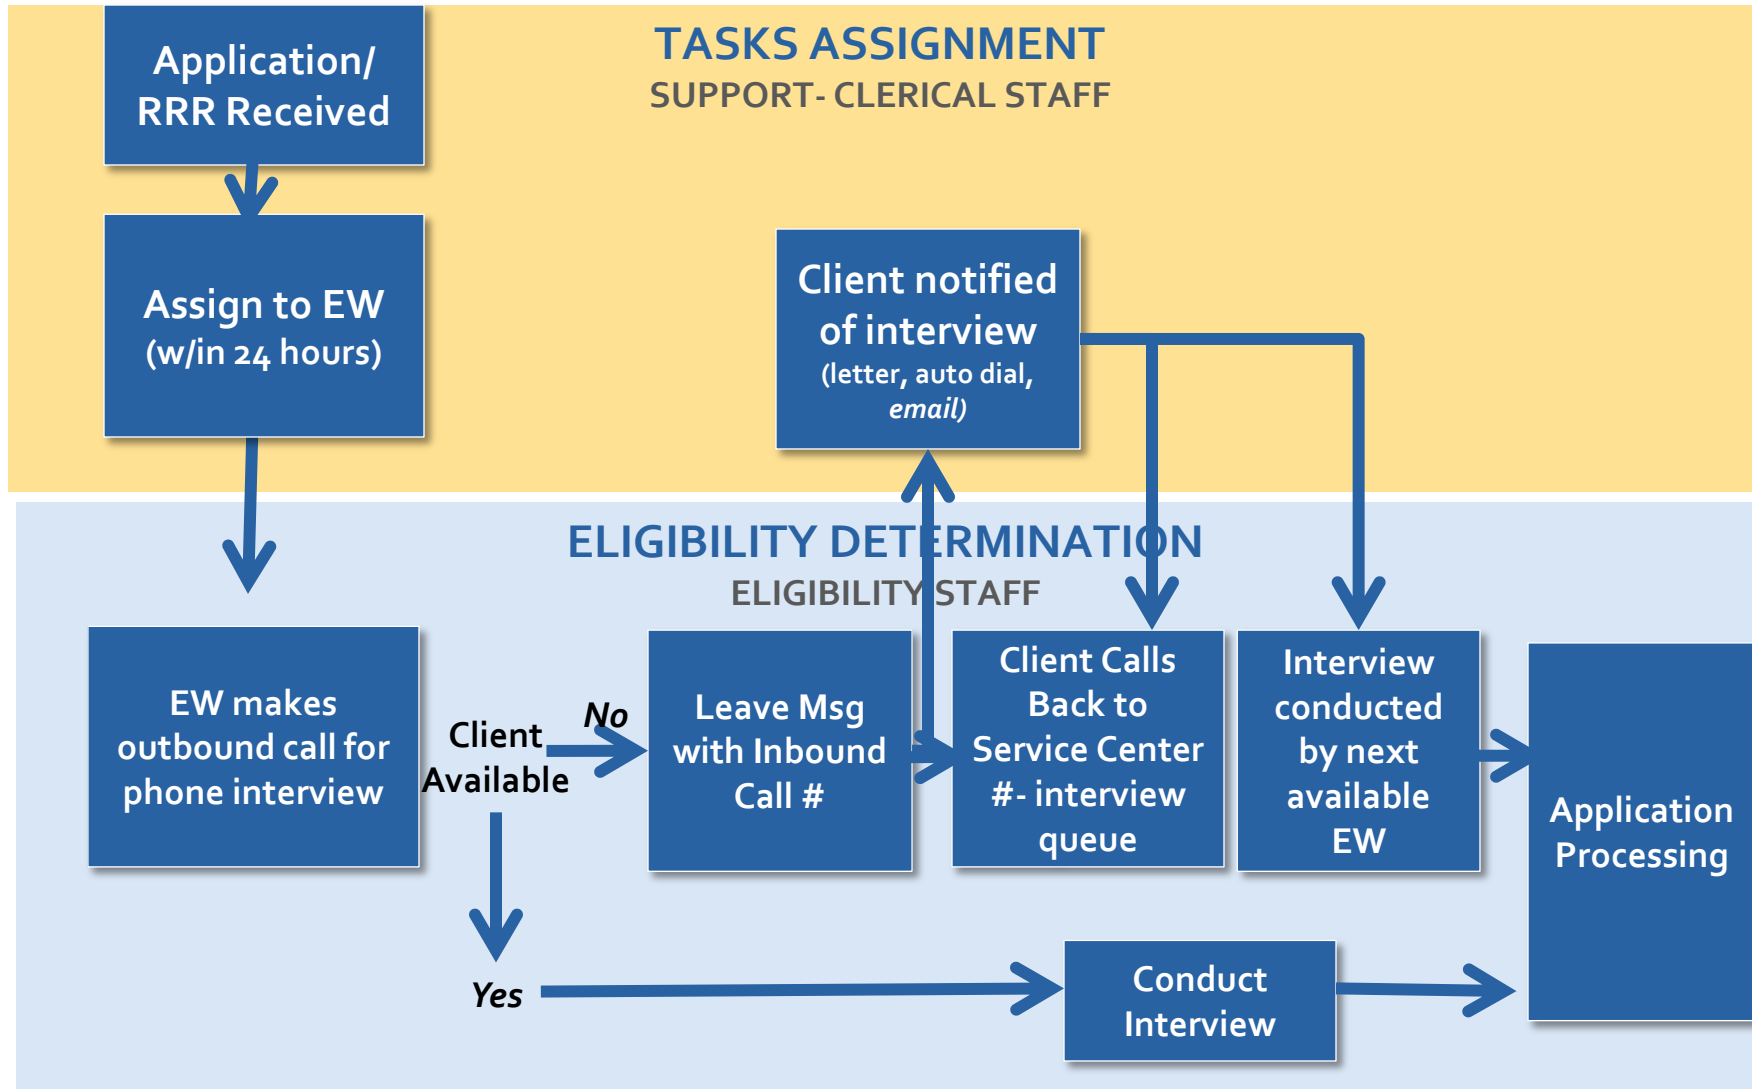 TASKS ASSIGNMENT
SUPPORT- CLERICAL STAFF
Application/
RRR Received
Assign to EW
(w/in 24 hours)
Client notified
of interview
(letter, auto dial,
email)
ELIGIBILITY DETERMINATION
ELIGIBILITY STAFF
EW makes
outbound call for
phone interview
Client
Available
No
Leave Msg
with Inbound
Call #
Client Calls
Back to
Service Center
#- interview
queue
Interview
conducted
by next
available
EW
Application
Processing
Yes
Conduct
Interview